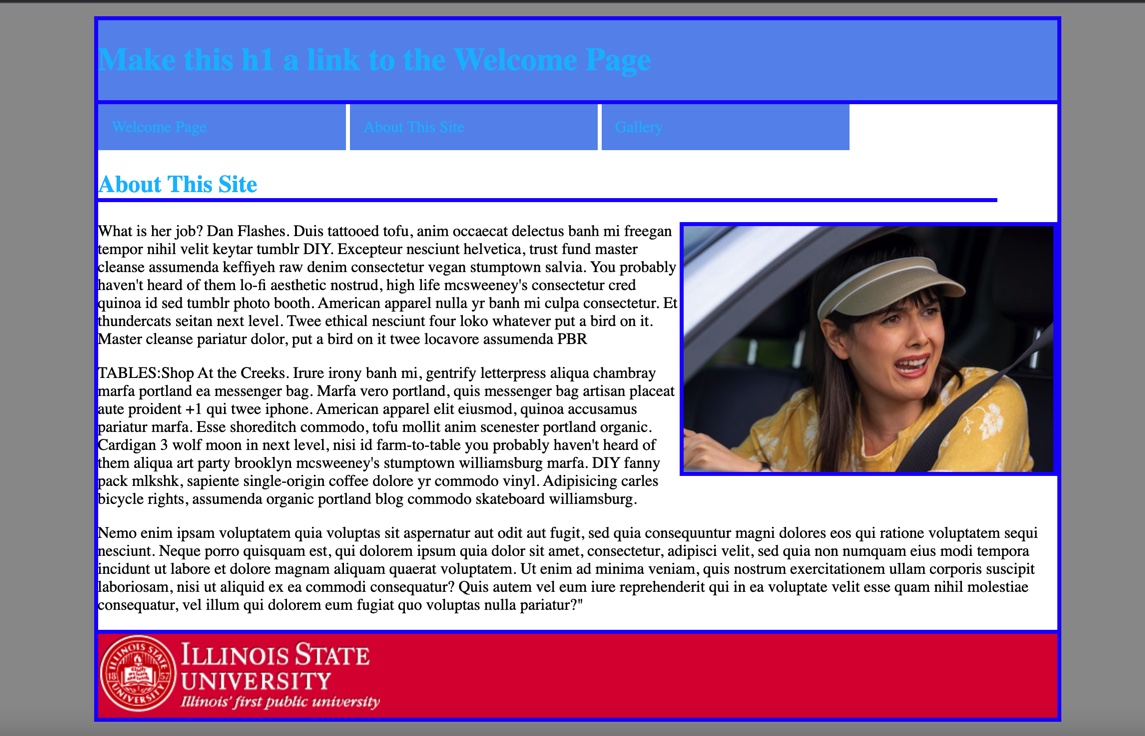 Make this h1 a link to the Welcome Page
Welcome Page
About This Site
Gallery
About This Site
What is her job? Dan Flashes. Duis tattooed tofu, anim occaecat delectus banh mi freegan
tempor nihil velit keytar tumblr DIY. Excepteur nesciunt helvetica, trust fund master
cleanse assumenda keffiyeh raw denim consectetur vegan stumptown salvia. You probably
haven't heard of them lo-fi aesthetic nostrud, high life mcsweeney's consectetur cred
quinoa id sed tumblr photo booth. American apparel nulla yr banh mi culpa consectetur. Et
thundercats seitan next level. Twee ethical nesciunt four loko whatever put a bird on it.
Master cleanse pariatur dolor, put a bird on it twee locavore assumenda PBR
TABLES:Shop At the Creeks. Irure irony banh mi, gentrify letterpress aliqua chambray
marfa portland ea messenger bag. Marfa vero portland, quis messenger bag artisan placeat
aute proident +1 qui twee iphone. American apparel elit eiusmod, quinoa accusamus
pariatur marfa. Esse shoreditch commodo, tofu mollit anim scenester portland organic.
Cardigan 3 wolf moon in next level, nisi id farm-to-table you probably haven't heard of
them aliqua art party brooklyn mcsweeney's stumptown williamsburg marfa. DIY fanny
pack mlkshk, sapiente single-origin coffee dolore yr commodo vinyl. Adipisicing carles
bicycle rights, assumenda organic portland blog commodo skateboard williamsburg.
Nemo enim ipsam voluptatem quia voluptas sit aspernatur aut odit aut fugit, sed quia consequuntur magni dolores eos qui ratione voluptatem sequi
nesciunt. Neque porro quisquam est, qui dolorem ipsum quia dolor sit amet, consectetur, adipisci velit, sed quia non numquam eius modi tempora
incidunt ut labore et dolore magnam aliquam quaerat voluptatem. Ut enim ad minima veniam, quis nostrum exercitationem ullam corporis suscipit
laboriosam, nisi ut aliquid ex ea commodi consequatur? Quis autem vel eum iure reprehenderit qui in ea voluptate velit esse quam nihil molestiae
consequatur, vel illum qui dolorem eum fugiat quo voluptas nulla pariatur?"
ILLINOIS STATE
UNIVERSITY
Illinois' first public university